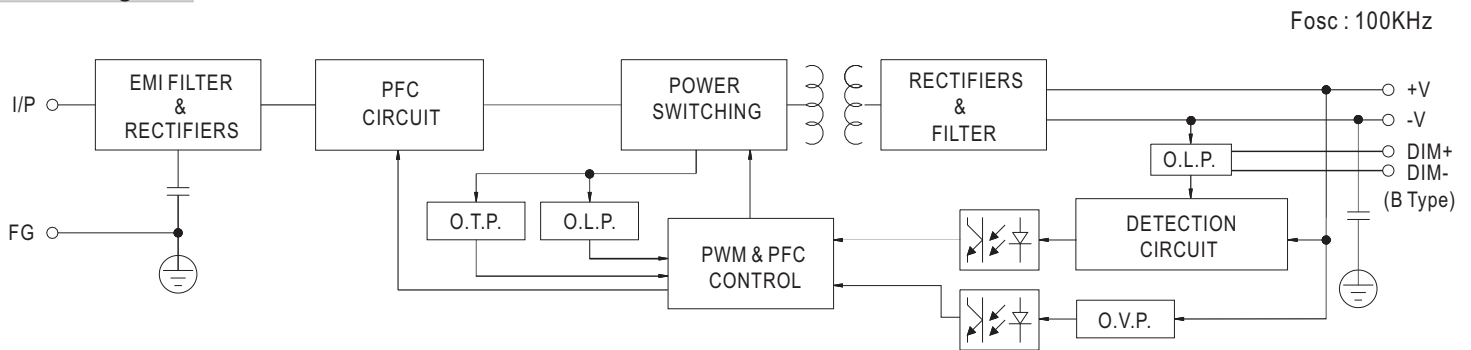 Fosc : 100KHz
I/P
EMI FILTER
&
RECTIFIERS
PFC
CIRCUIT
POWER
SWITCHING
RECTIFIERS
&
FILTER
+V
-V
DIM+
DIM-
(B Type)
O.L.P.
FG
O.T.P.
O.L.P.
PWM & PFC
CONTROL
DETECTION
CIRCUIT
O.V.P.